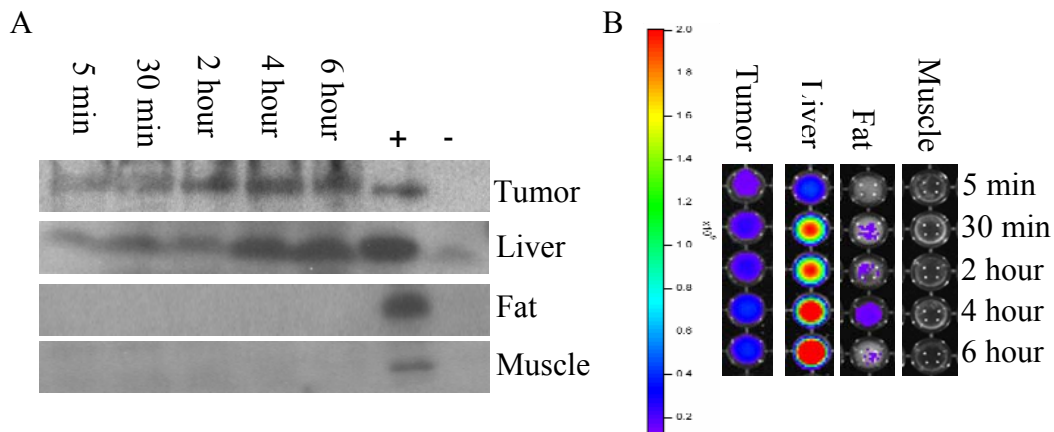 A
5 min
30 min
2 hour
4 hour
6 hour
+
-
Tumor
Liver
Fat
Muscle
B
2.0
1.8
1.6
1.4
1.2
1.0
0.8
0.6
0.4
0.2
Tumor
Liver
Fat
Muscle
5 min
30 min
2 hour
4 hour
6 hour